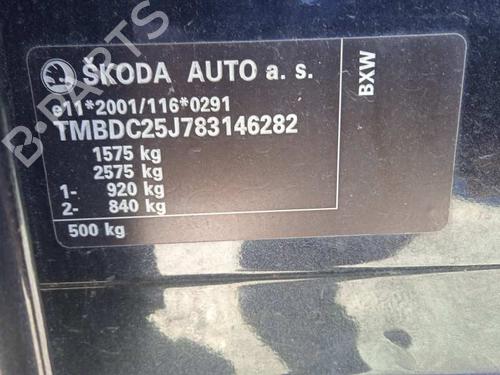 ŠKODA AUTO a. s.
e11*2001/116*0291
TMBDC25J783146282
1575 kg
2575 kg
1- 920 kg
2- 840 kg
500 kg
BXW
B-PARTS